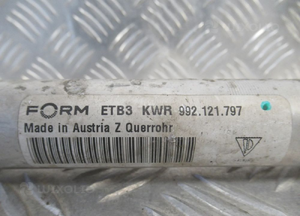 FORM ETB3 KWR 992.121.797
Made in Austria Z Querrohr